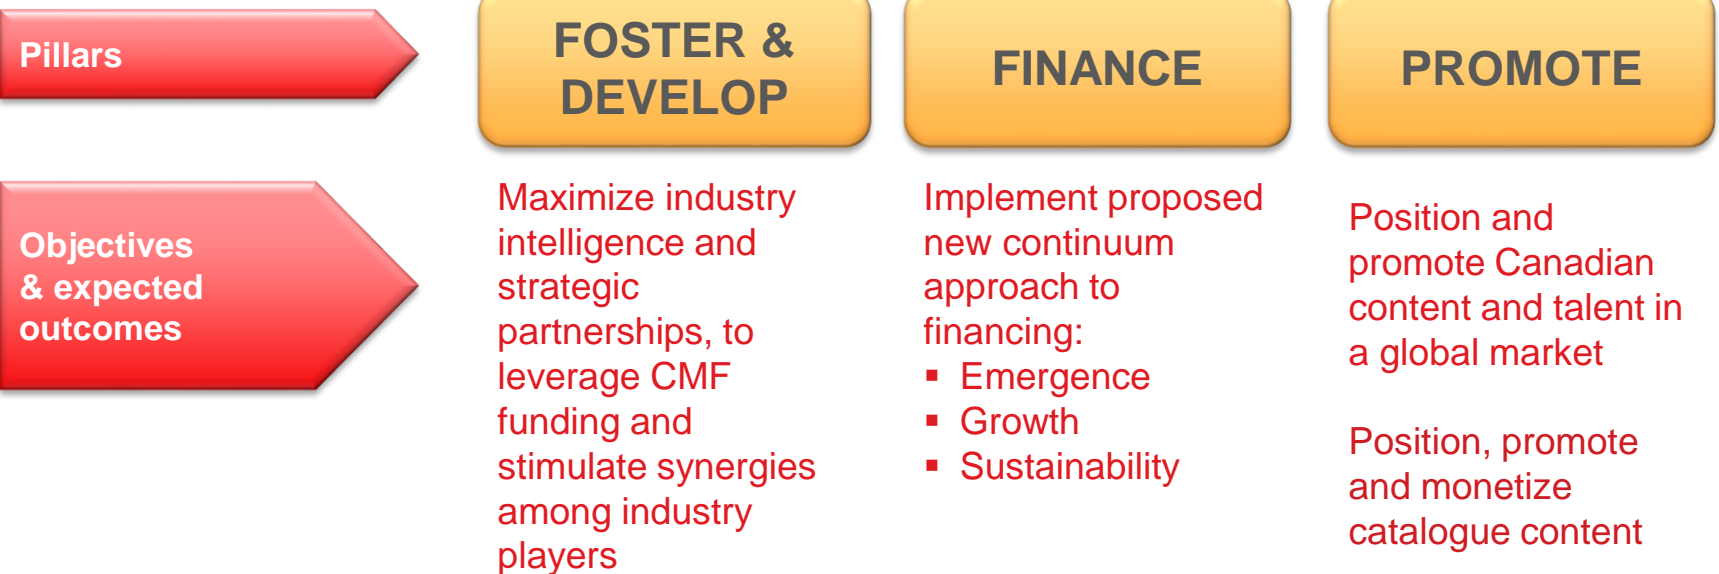 Pillars
FOSTER &
DEVELOP
FINANCE
PROMOTE
Objectives
& expected
outcomes
Maximize industry
intelligence and
strategic
partnerships, to
leverage CMF
funding and
stimulate synergies
among industry
players
Implement proposed
new continuum
approach to
financing:
▪ Emergence
▪ Growth
▪ Sustainability
Position and
promote Canadian
content and talent in
a global market
Position, promote
and monetize
catalogue content